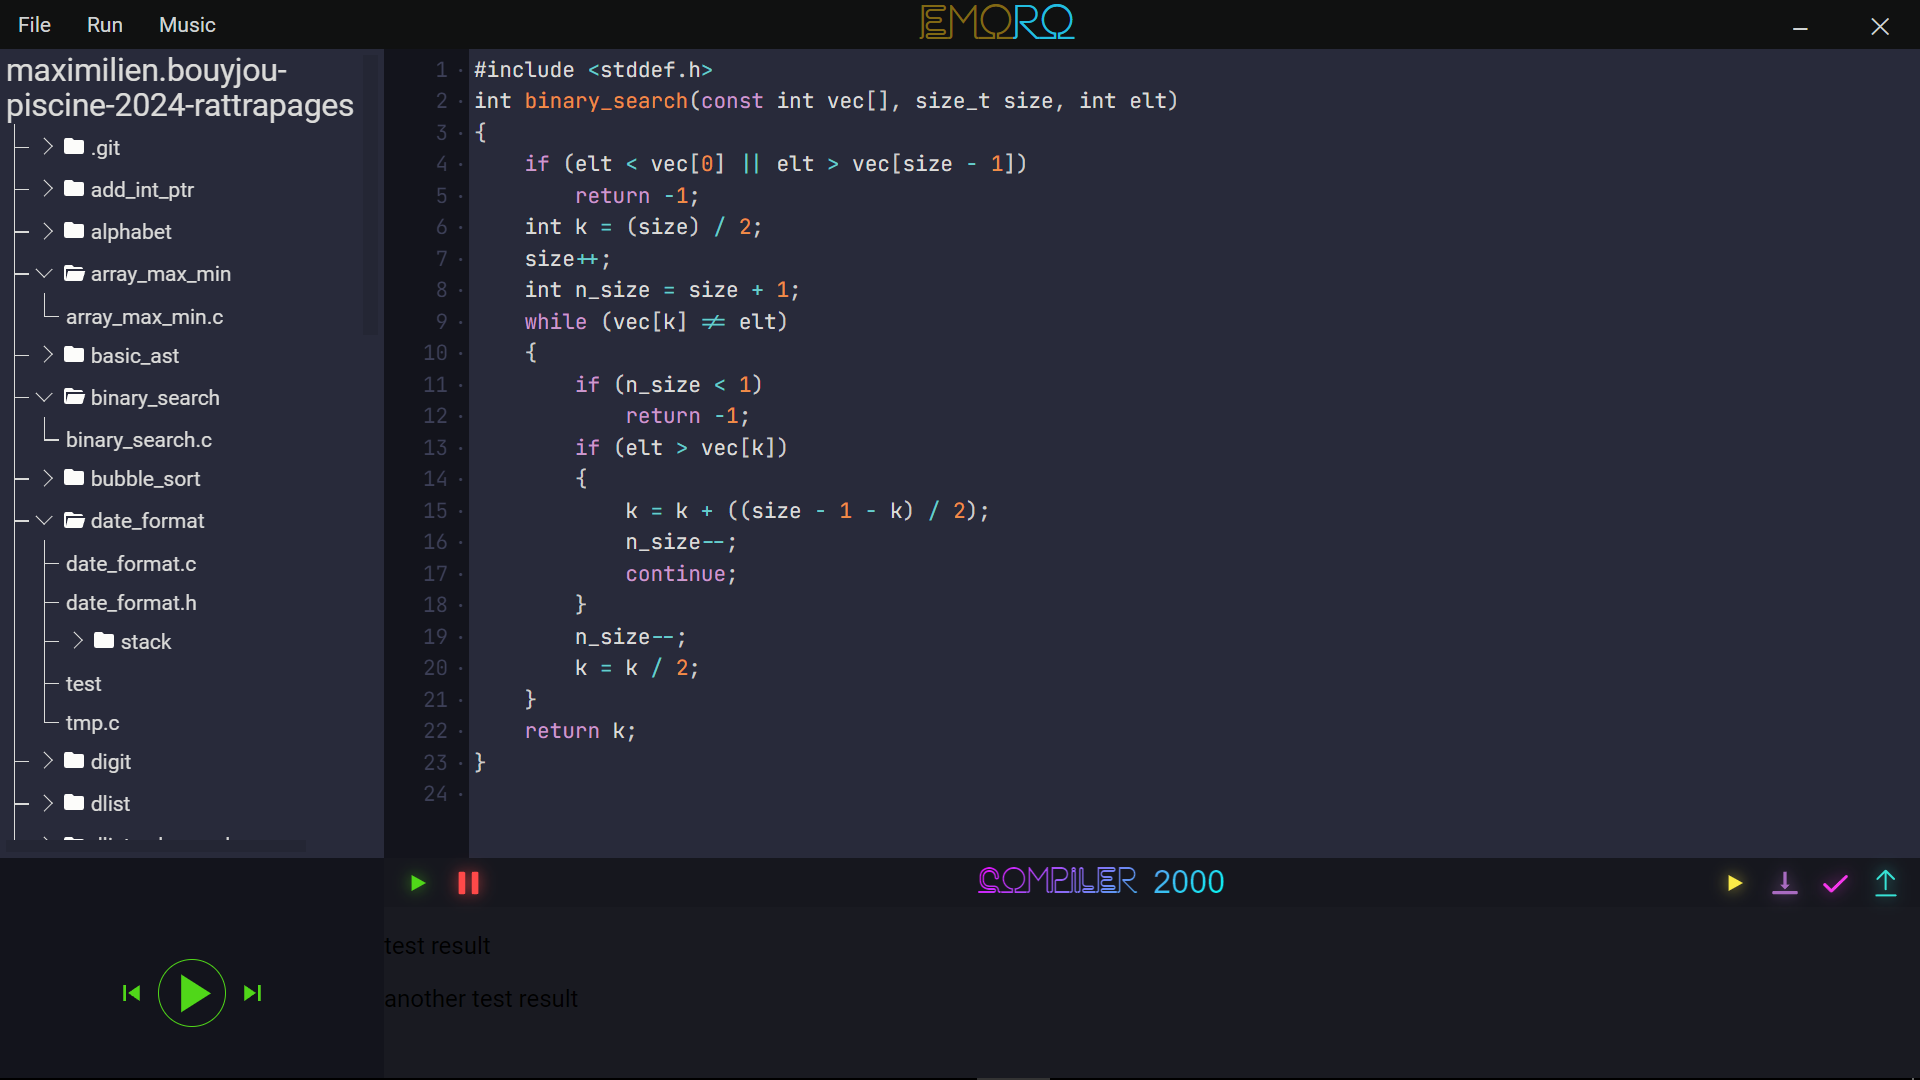 File Run Music
EMORO
maximilien.bouyjou-
piscine-2024-rattrapages
.git
add_int_ptr
alphabet
array_max_min
array_max_min.c
basic_ast
binary_search
binary_search.c
bubble_sort
date_format
date_format.c
date_format.h
stack
test
tmp.c
digit
dlist
1 #include <stddef.h>
2 int binary_search(const int vec[], size_t size, int elt)
3 {
4 if (elt < vec[0] || elt > vec[size - 1])
5 return -1;
6 int k = (size) / 2;
7 size++;
8 int n_size = size + 1;
9 while (vec[k] != elt)
10 {
11 if (n_size < 1)
12 return -1;
13 if (elt > vec[k])
14 {
15 k = k + ((size - 1 - k) / 2);
16 n_size--;
17 continue;
18 }
19 n_size--;
20 k = k / 2;
21 }
22 return k;
23 }
24
COMPILER 2000
test result
another test result